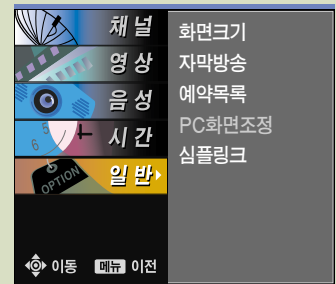 채널
영상
음성
시간
6
5
OPTION
일반
화면크기
자막방송
예약목록
PC화면조정
심플링크
이동 메뉴 이전